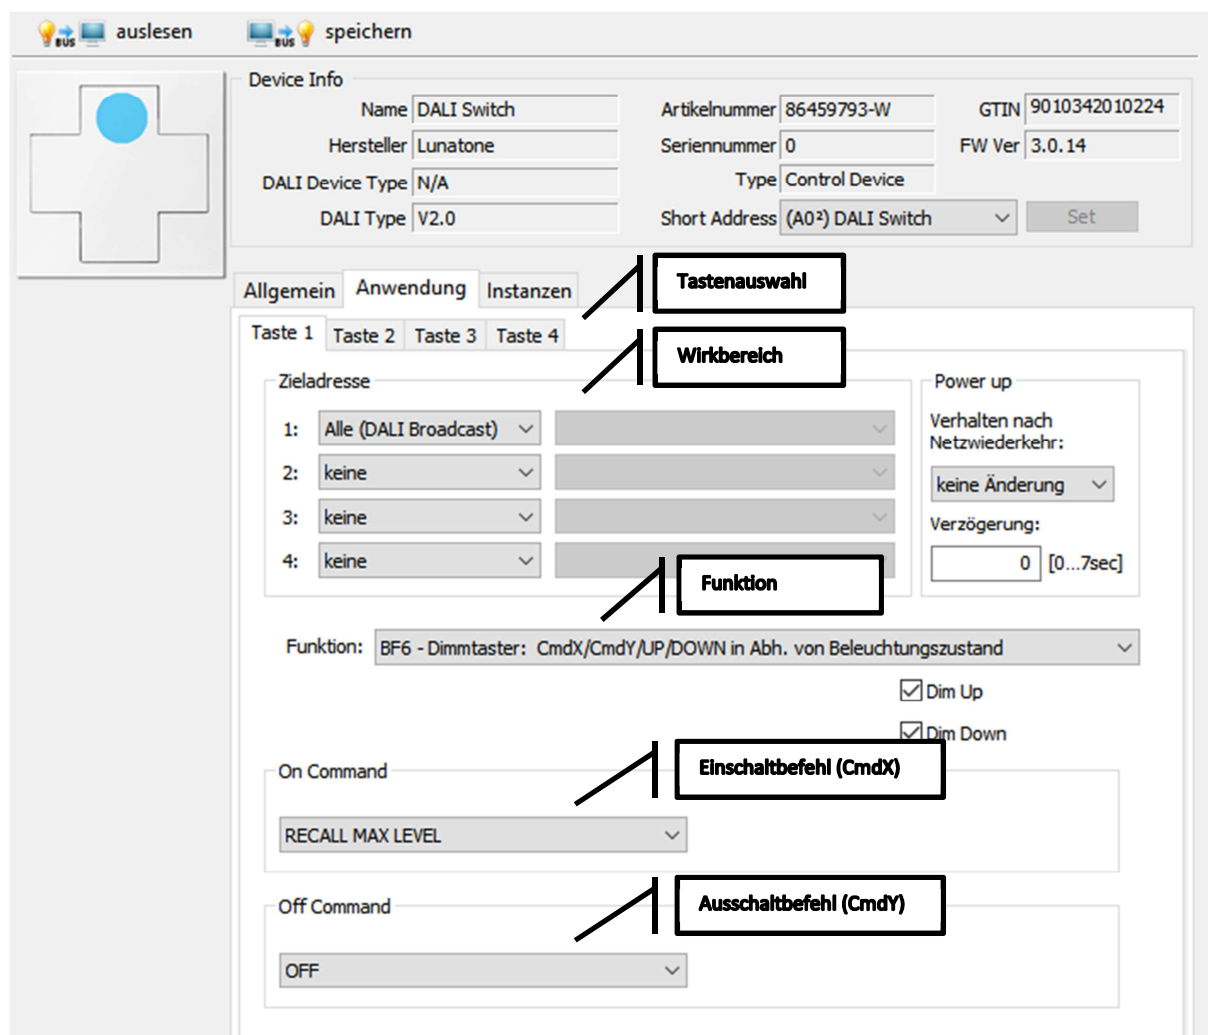 BUS auslesen BUS speichern
Device Info
Name DALI Switch Artikelnummer 86459793-W GTIN 9010342010224
Hersteller Lunatone Seriennummer 0 FW Ver 3.0.14
DALI Device Type N/A Type Control Device
DALI Type V2.0 Short Address (A0²) DALI Switch Set
Tastenauswahl
Allgemein Anwendung Instanzen
Taste 1 Taste 2 Taste 3 Taste 4
Wirkbereich
Zieladresse Power up
1: Alle (DALI Broadcast) Verhalten nach
Netzwiederkehr:
2: keine keine Änderung
3: keine Verzögerung:
4: keine 0 [0...7sec]
Funktion
Funktion: BF6 - Dimmtaster: CmdX/CmdY/UP/DOWN in Abh. von Beleuchtungszustand
Dim Up
Dim Down
Einschaltbefehl (CmdX)
On Command
RECALL MAX LEVEL
Ausschaltbefehl (CmdY)
Off Command
OFF